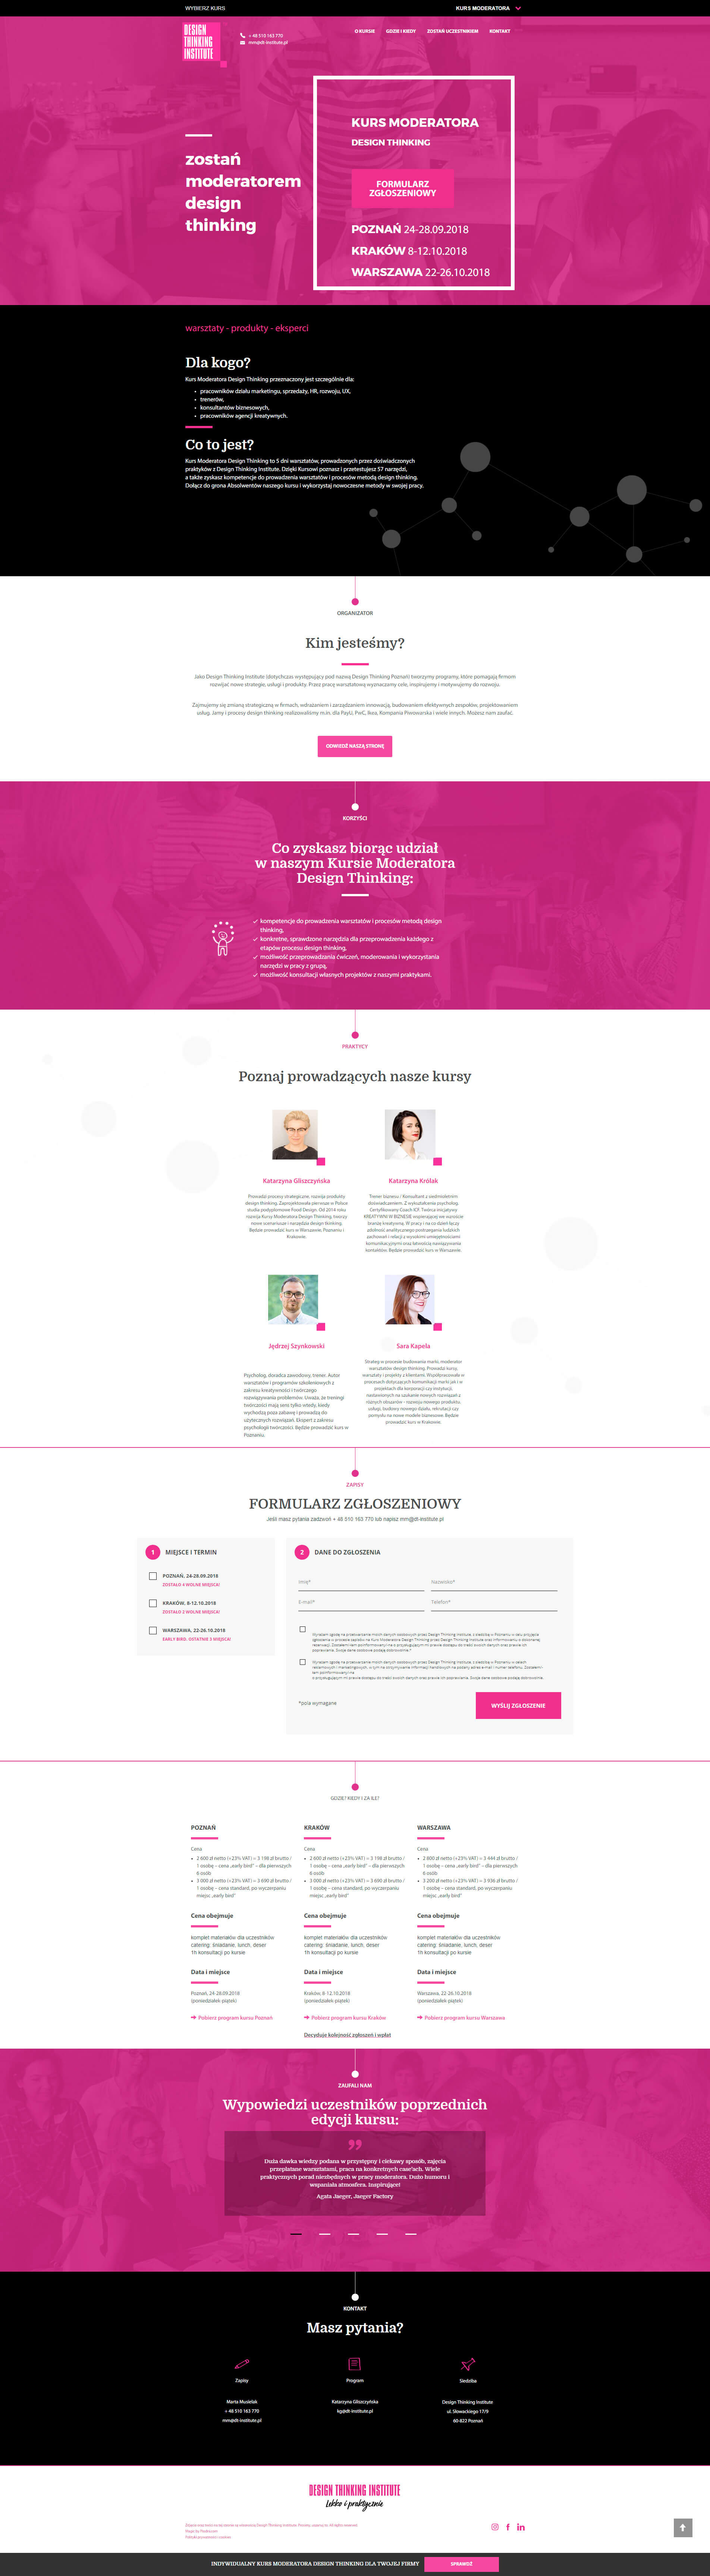 WYBIERZ KURS
KURS MODERATORA
DESIGN
THINKING
INSTITUTE
+ 48 510 163 770
mm@dt-institute.pl
O KURSIE
GDZIE I KIEDY
ZOSTAŃ UCZESTNIKIEM
KONTAKT
zostań
moderatorem
design
thinking
KURS MODERATORA
DESIGN THINKING
FORMULARZ
ZGŁOSZENIOWY
POZNAŃ 24-28.09.2018
KRAKÓW 8-12.10.2018
WARSZAWA 22-26.10.2018
warsztaty - produkty - eksperci
Dla kogo?
Kurs Moderatora Design Thinking przeznaczony jest szczególnie dla:
pracowników działu marketingu, sprzedaży, HR, rozwoju, UX,
trenerów,
konsultantów biznesowych,
pracowników agencji kreatywnych.
Co to jest?
Kurs Moderatora Design Thinking to 5 dni warsztatów, prowadzonych przez doświadczonych
praktyków z Design Thinking Institute. Dzięki Kursowi poznasz i przetestujesz 57 narzędzi,
a także zyskasz kompetencje do prowadzenia warsztatów i procesów metodą design thinking.
Dołącz do grona Absolwentów naszego kursu i wykorzystaj nowoczesne metody w swojej pracy.
ORGANIZATOR
Kim jesteśmy?
Jako Design Thinking Institute (dotychczas występujący pod nazwą Design Thinking Poznań) tworzymy programy, które pomagają firmom
rozwijać nowe strategie, usługi i produkty. Przez pracę warsztatową wyznaczamy cele, inspirujemy i motywujemy do rozwoju.
Zajmujemy się zmianą strategiczną w firmach, wdrażaniem i zarządzaniem innowacją, budowaniem efektywnych zespołów, projektowaniem
usług. Jamy i procesy design thinking realizowaliśmy m.in. dla PayU, PwC, Ikea, Kompania Piwowarska i wiele innych. Możesz nam zaufać.
ODWIEDŹ NASZĄ STRONĘ
KORZYŚCI
Co zyskasz biorąc udział
w naszym Kursie Moderatora
Design Thinking:
kompetencje do prowadzenia warsztatów i procesów metodą design
thinking,
konkretne, sprawdzone narzędzia dla przeprowadzenia każdego z
etapów procesu design thinking,
możliwość przeprowadzania ćwiczeń, moderowania i wykorzystania
narzędzi w pracy z grupą,
możliwość konsultacji własnych projektów z naszymi praktykami.
PRAKTYCY
Poznaj prowadzących nasze kursy
Katarzyna Gliszczyńska
Prowadzi procesy strategiczne, rozwija produkty
design thinking. Zaprojektowała pierwsze w Polsce
studia podyplomowe Food Design. Od 2014 roku
rozwija Kursy Moderatora Design Thinking, tworzy
nowe scenariusze i narzędzia design thinking.
Będzie prowadzić kurs w Warszawie, Poznaniu i
Krakowie.
Katarzyna Królak
Trener biznesu i Konsultant z siedmioletnim
doświadczeniem. Z wykształcenia psycholog.
Certyfikowany Coach ICF. Twórca inicjatywy
KREATYWNI W BIZNESIE wspierającej we wzroście
branżę kreatywną. W pracy i na co dzień łączy
zdolność analitycznego postrzegania ludzkich
zachowań i relacji z wysokimi umiejętnościami
komunikacyjnymi oraz łatwością nawiązywania
kontaktów. Będzie prowadzić kurs w Warszawie.
Jędrzej Szynkowski
Psycholog, doradca zawodowy, trener. Autor
warsztatów i programów szkoleniowych z
zakresu kreatywności i twórczego
rozwiązywania problemów. Uważa, że treningi
twórczości mają sens tylko wtedy, kiedy
wychodzą poza zabawę i prowadzą do
użytecznych rozwiązań. Ekspert z zakresu
psychologii twórczości. Będzie prowadzić kurs w
Poznaniu.
Sara Kapela
Strateg w procesie budowania marki, moderator
warsztatów design thinking. Prowadzi kursy,
warsztaty i projekty z klientami. Współpracowała w
procesach dotyczących komunikacji marki jak i w
projektach dla korporacji czy instytucji,
nastawionych na szukanie nowych rozwiązań z
różnych obszarów – rozwoju nowego produktu,
usługi, budowy nowego działu, rekrutacji czy
pomysłu na nowe modele biznesowe. Będzie
prowadzić kurs w Krakowie.
ZAPISY
FORMULARZ ZGŁOSZENIOWY
Jeśli masz pytania zadzwoń + 48 510 163 770 lub napisz mm@dt-institute.pl
1 MIEJSCE I TERMIN
POZNAŃ, 24-28.09.2018
ZOSTAŁO 4 WOLNE MIEJSCA!
KRAKÓW, 8-12.10.2018
ZOSTAŁO 2 WOLNE MIEJSCA!
WARSZAWA, 22-26.10.2018
EARLY BIRD. OSTATNIE 3 MIEJSCA!
2 DANE DO ZGŁOSZENIA
Imię*
Nazwisko*
E-mail*
Telefon*
*pola wymagane
WYŚLIJ ZGŁOSZENIE
GDZIE? KIEDY I ZA ILE?
POZNAŃ
Cena
2 600 zł netto (+23% VAT) = 3 198 zł brutto /
1 osobę – cena „early bird” – dla pierwszych
6 osób
3 000 zł netto (+23% VAT) = 3 690 zł brutto /
1 osobę – cena standard, po wyczerpaniu
miejsc „early bird”
Cena obejmuje
komplet materiałów dla uczestników
catering: śniadanie, lunch, deser
1h konsultacji po kursie
Data i miejsce
Poznań, 24-28.09.2018
(poniedziałek piątek)
Pobierz program kursu Poznań
KRAKÓW
Cena
2 600 zł netto (+23% VAT) = 3 198 zł brutto /
1 osobę – cena „early bird” – dla pierwszych
6 osób
3 000 zł netto (+23% VAT) = 3 690 zł brutto /
1 osobę – cena standard, po wyczerpaniu
miejsc „early bird”
Cena obejmuje
komplet materiałów dla uczestników
catering: śniadanie, lunch, deser
1h konsultacji po kursie
Data i miejsce
Kraków, 8-12.10.2018
(poniedziałek piątek)
Pobierz program kursu Kraków
Decyduje kolejność zgłoszeń i wpłat
WARSZAWA
Cena
2 800 zł netto (+23% VAT) = 3 444 zł brutto /
1 osobę – cena „early bird” – dla pierwszych
6 osób
3 200 zł netto (+23% VAT) = 3 936 zł brutto /
1 osobę – cena standard, po wyczerpaniu
miejsc „early bird”
Cena obejmuje
komplet materiałów dla uczestników
catering: śniadanie, lunch, deser
1h konsultacji po kursie
Data i miejsce
Warszawa, 22-26.10.2018
(poniedziałek piątek)
Pobierz program kursu Warszawa
ZAUFALI NAM
Wypowiedzi uczestników poprzednich
edycji kursu:
Duża dawka wiedzy podana w przystępny i ciekawy sposób, zajęcia
przeplatane warsztatami, praca na konkretnych case'ach. Wiele
praktycznych porad niezbędnych w pracy moderatora. Dużo humoru i
wspaniała atmosfera. Inspirujące!
Agata Jaeger, Jaeger Factory
KONTAKT
Masz pytania?
Zapisy
Marta Musielak
+ 48 510 163 770
mm@dt-institute.pl
Program
Katarzyna Gliszczyńska
kg@dt-institute.pl
Siedziba
Design Thinking Institute
ul. Słowackiego 17/9
60-822 Poznań
DESIGN THINKING INSTITUTE
Lekko i praktycznie
INDYWIDUALNY KURS MODERATORA DESIGN THINKING DLA TWOJEJ FIRMY
SPRAWDŹ